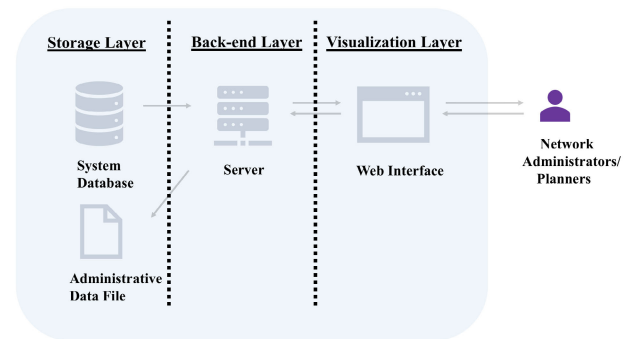 Storage Layer
Back-end Layer
Visualization Layer
System
Database
Server
Web Interface
Network
Administrators/
Planners
Administrative
Data File